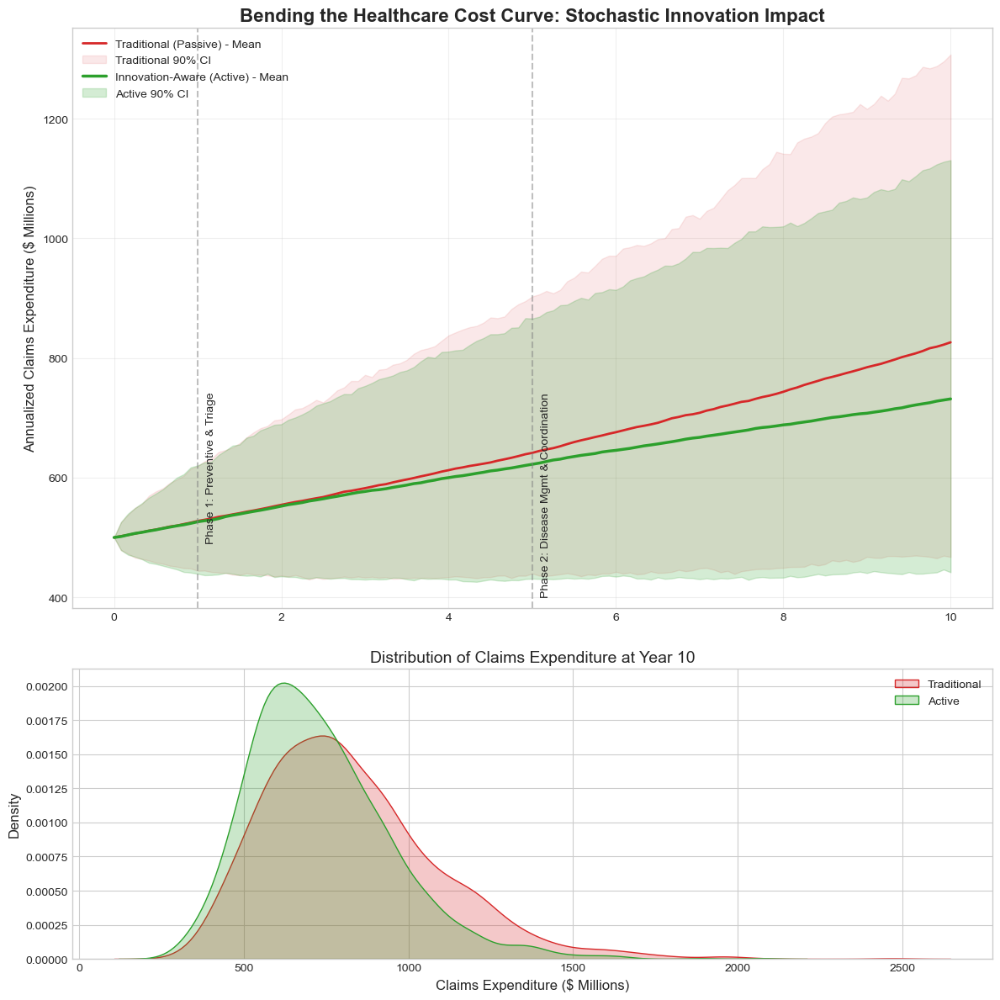 Bending the Healthcare Cost Curve: Stochastic Innovation Impact
Traditional (Passive) - Mean
Traditional 90% CI
Innovation-Aware (Active) - Mean
Active 90% CI
Annualized Claims Expenditure ($ Millions)
1200
1000
800
600
400
Phase 1: Preventive & Triage
Phase 2: Disease Mgmt & Coordination
0
2
4
6
8
10
Distribution of Claims Expenditure at Year 10
Traditional
Active
Density
0.00200
0.00175
0.00150
0.00125
0.00100
0.00075
0.00050
0.00025
0.00000
0
500
1000
1500
2000
2500
Claims Expenditure ($ Millions)